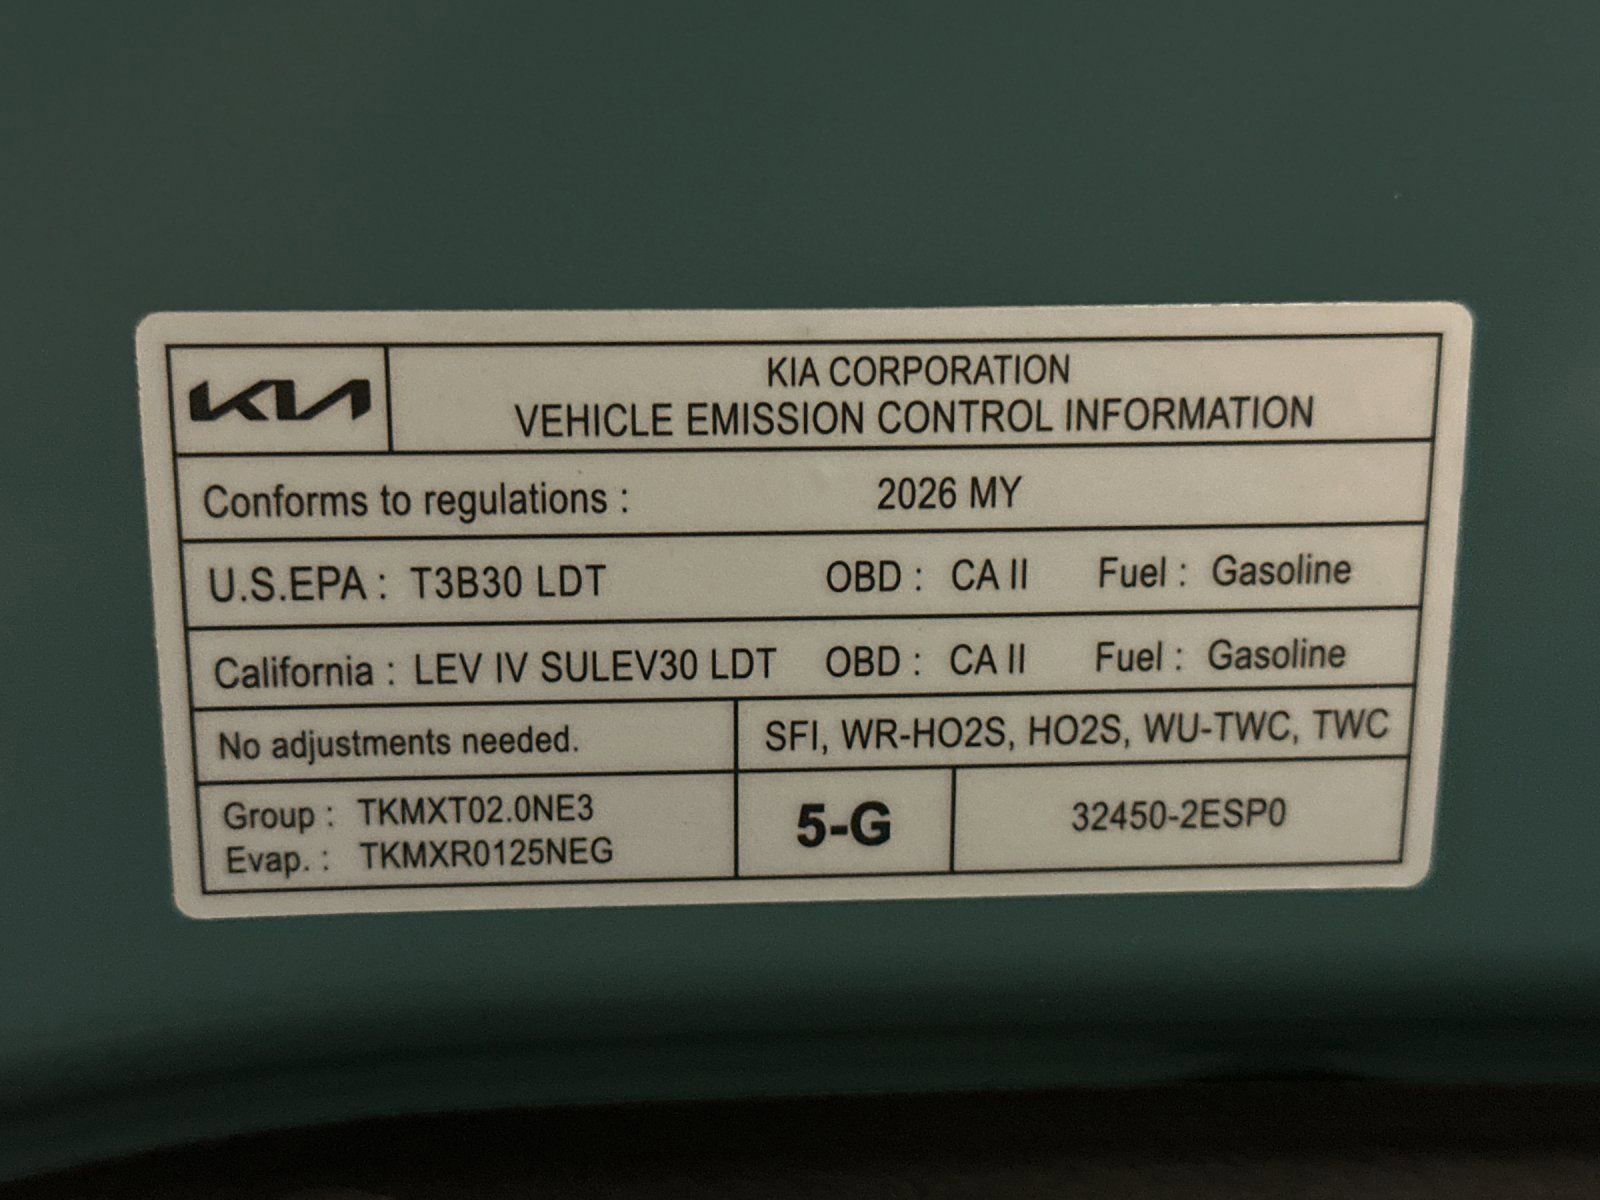 KIA
KIA CORPORATION
VEHICLE EMISSION CONTROL INFORMATION
Conforms to regulations : 2026 MY
U.S.EPA : T3B30 LDT OBD : CA II Fuel : Gasoline
California : LEV IV SULEV30 LDT OBD : CA II Fuel : Gasoline
No adjustments needed. SFI, WR-HO2S, HO2S, WU-TWC, TWC
Group : TKMXT02.0NE3
Evap. : TKMXR0125NEG
5-G
32450-2ESP0